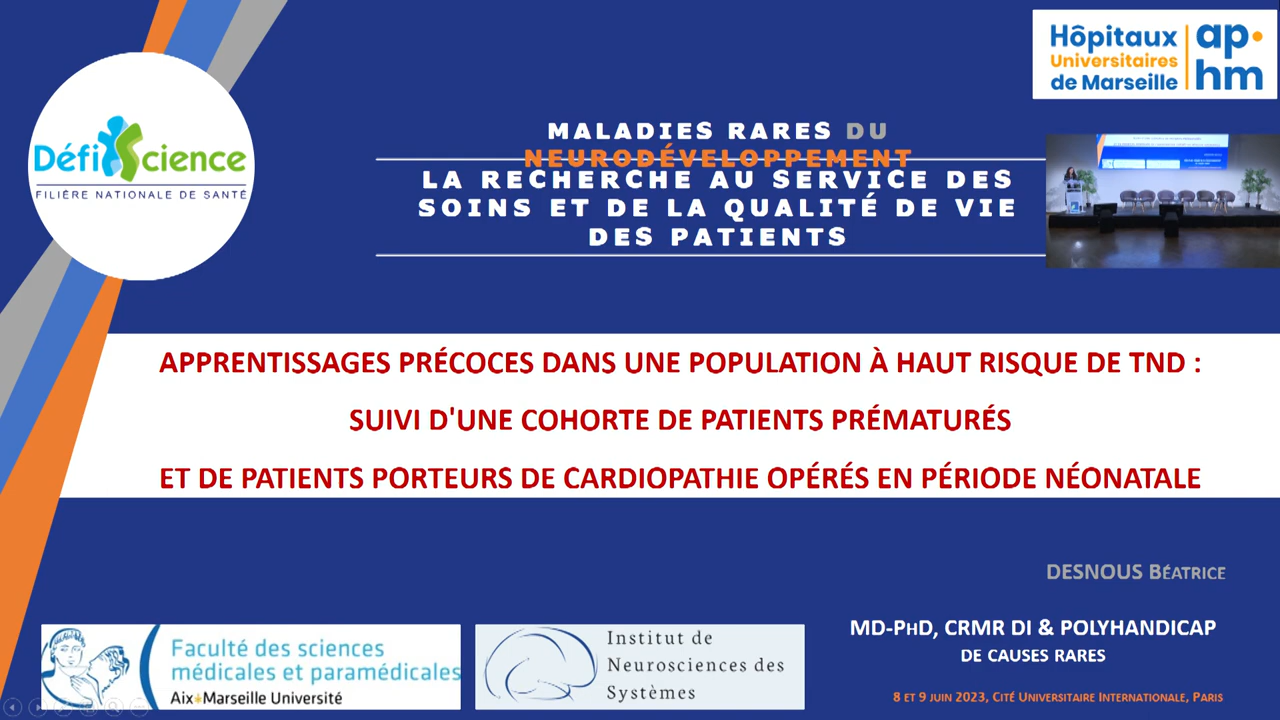 Hôpitaux
Universitaires
de Marseille
ap.
hm
DéfiScience
FILIÈRE NATIONALE DE SANTÉ
MALADIES RARES DU
NEURODÉVELOPPEMENT
LA RECHERCHE AU SERVICE DES
SOINS ET DE LA QUALITÉ DE VIE
DES PATIENTS
APPRENTISSAGES PRÉCOCES DANS UNE POPULATION À HAUT RISQUE DE TND :
SUIVI D'UNE COHORTE DE PATIENTS PRÉMATURÉS
ET DE PATIENTS PORTEURS DE CARDIOPATHIE OPÉRÉS EN PÉRIODE NÉONATALE
DESNOUS BÉATRICE
MD-PHD, CRMR DI & POLYHANDICAP
DE CAUSES RARES
8 ET 9 JUIN 2023, CITÉ UNIVERSITAIRE INTERNATIONALE, PARIS
Faculté des sciences
médicales et paramédicales
Aix*Marseille Université
Institut de
Neurosciences des
Systèmes